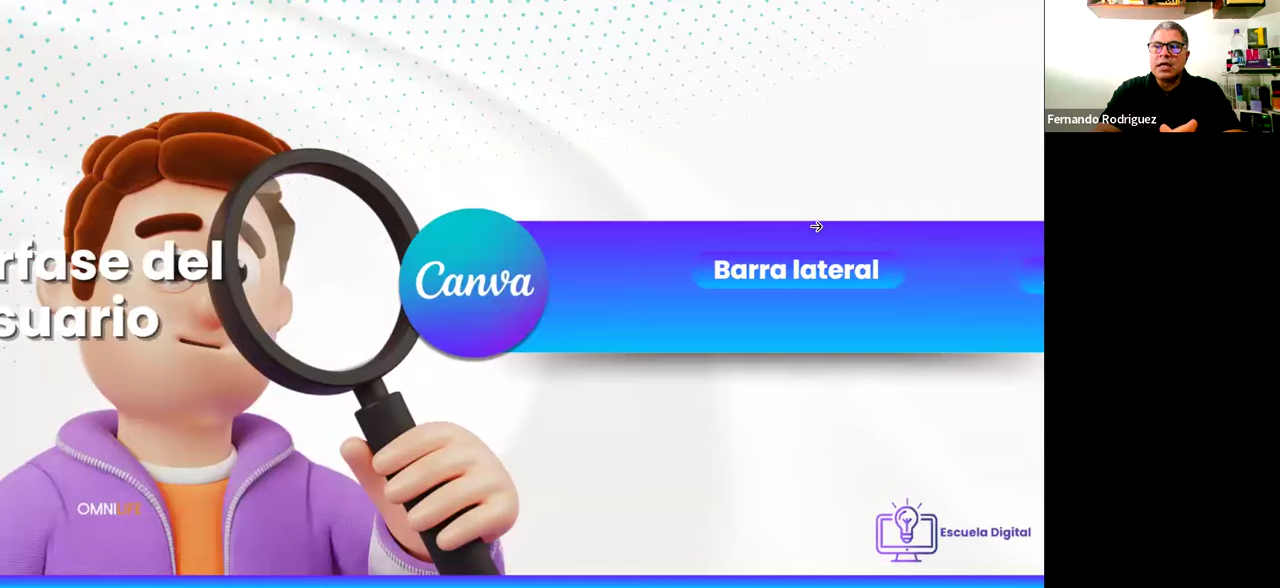 rfase del
suario
Canva
Barra lateral
OMNILIFE
Escuela Digital
Fernando Rodriguez